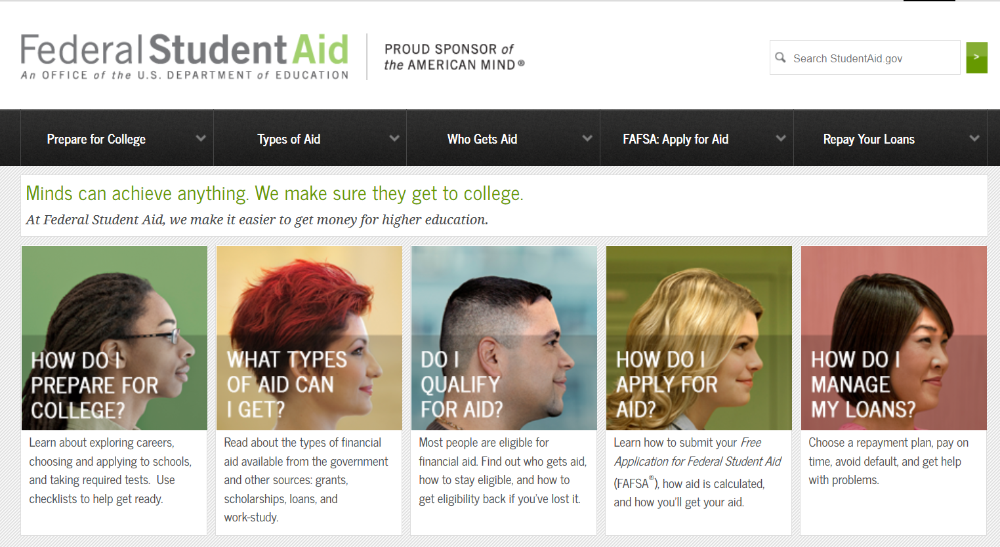 Federal Student Aid
An OFFICE of the U.S. DEPARTMENT of EDUCATION
PROUD SPONSOR of
the AMERICAN MIND®
Search StudentAid.gov
>
Prepare for College
Types of Aid
Who Gets Aid
FAFSA: Apply for Aid
Repay Your Loans
Minds can achieve anything. We make sure they get to college.
At Federal Student Aid, we make it easier to get money for higher education.
HOW DO I
PREPARE FOR
COLLEGE?
Learn about exploring careers,
choosing and applying to schools,
and taking required tests.  Use
checklists to help get ready.
WHAT TYPES
OF AID CAN
I GET?
Read about the types of financial
aid available from the government
and other sources: grants,
scholarships, loans, and
work-study.
DO I
QUALIFY
FOR AID?
Most people are eligible for
financial aid. Find out who gets aid,
how to stay eligible, and how to
get eligibility back if you've lost it.
HOW DO I
APPLY FOR
AID?
Learn how to submit your Free
Application for Federal Student Aid
(FAFSA®), how aid is calculated,
and how you'll get your aid.
HOW DO I
MANAGE
MY LOANS?
Choose a repayment plan, pay on
time, avoid default, and get help
with problems.